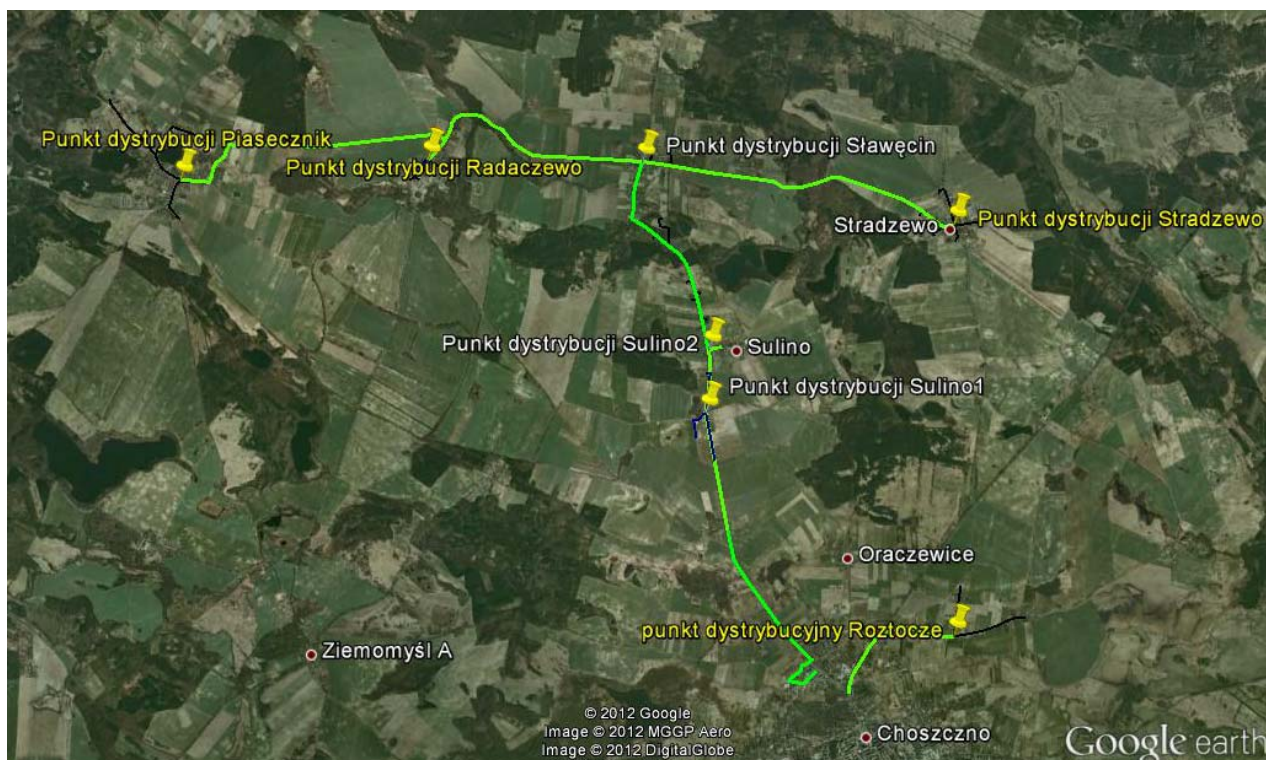 Punkt dystrybucji Piasecznik
Punkt dystrybucji Sławęcin
Punkt dystrybucji Radaczewo
Punkt dystrybucji Stradzewo
Stradzewo
Punkt dystrybucji Sulino2
Sulino
Punkt dystrybucji Sulino1
Oraczewice
punkt dystrybucyjny Roztocze
Ziemomyśl A
© 2012 Google
Image © 2012 MGGP Aero
Image © 2012 DigitalGlobe
Choszczno
Google earth